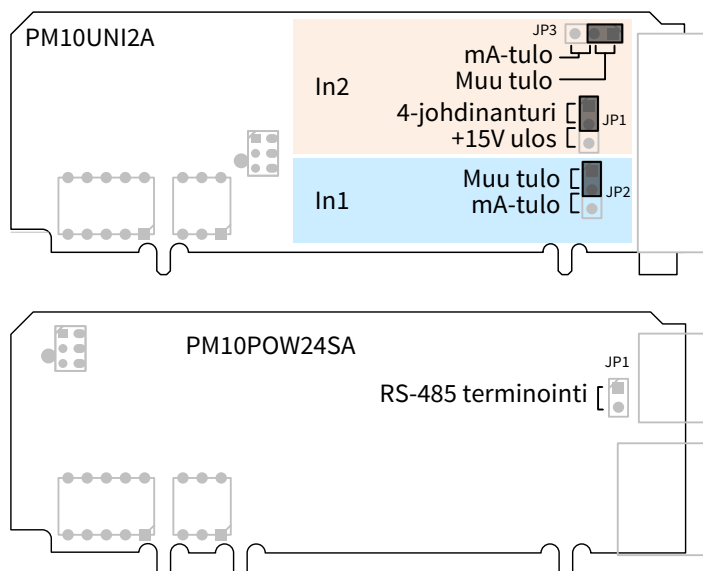 PM10UNI2A
JP3
mA-tulo
Muu tulo
In2
4-johdinanturi
JP1
+15V ulos
Muu tulo
JP2
In1
mA-tulo
PM10POW24SA
JP1
RS-485 terminointi